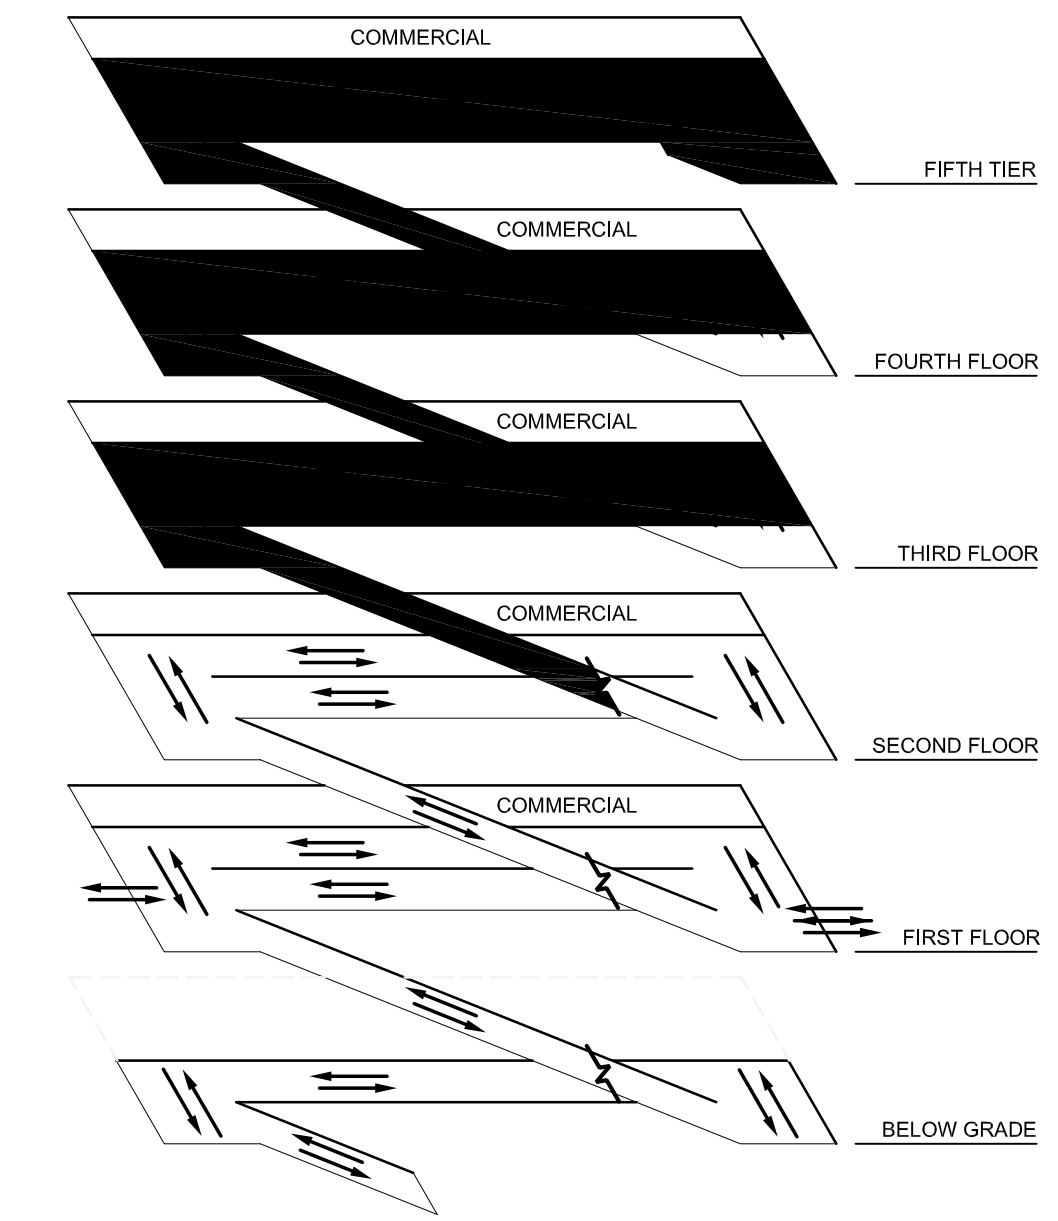 COMMERCIAL
FIFTH TIER
COMMERCIAL
FOURTH FLOOR
COMMERCIAL
THIRD FLOOR
COMMERCIAL
SECOND FLOOR
COMMERCIAL
FIRST FLOOR
BELOW GRADE